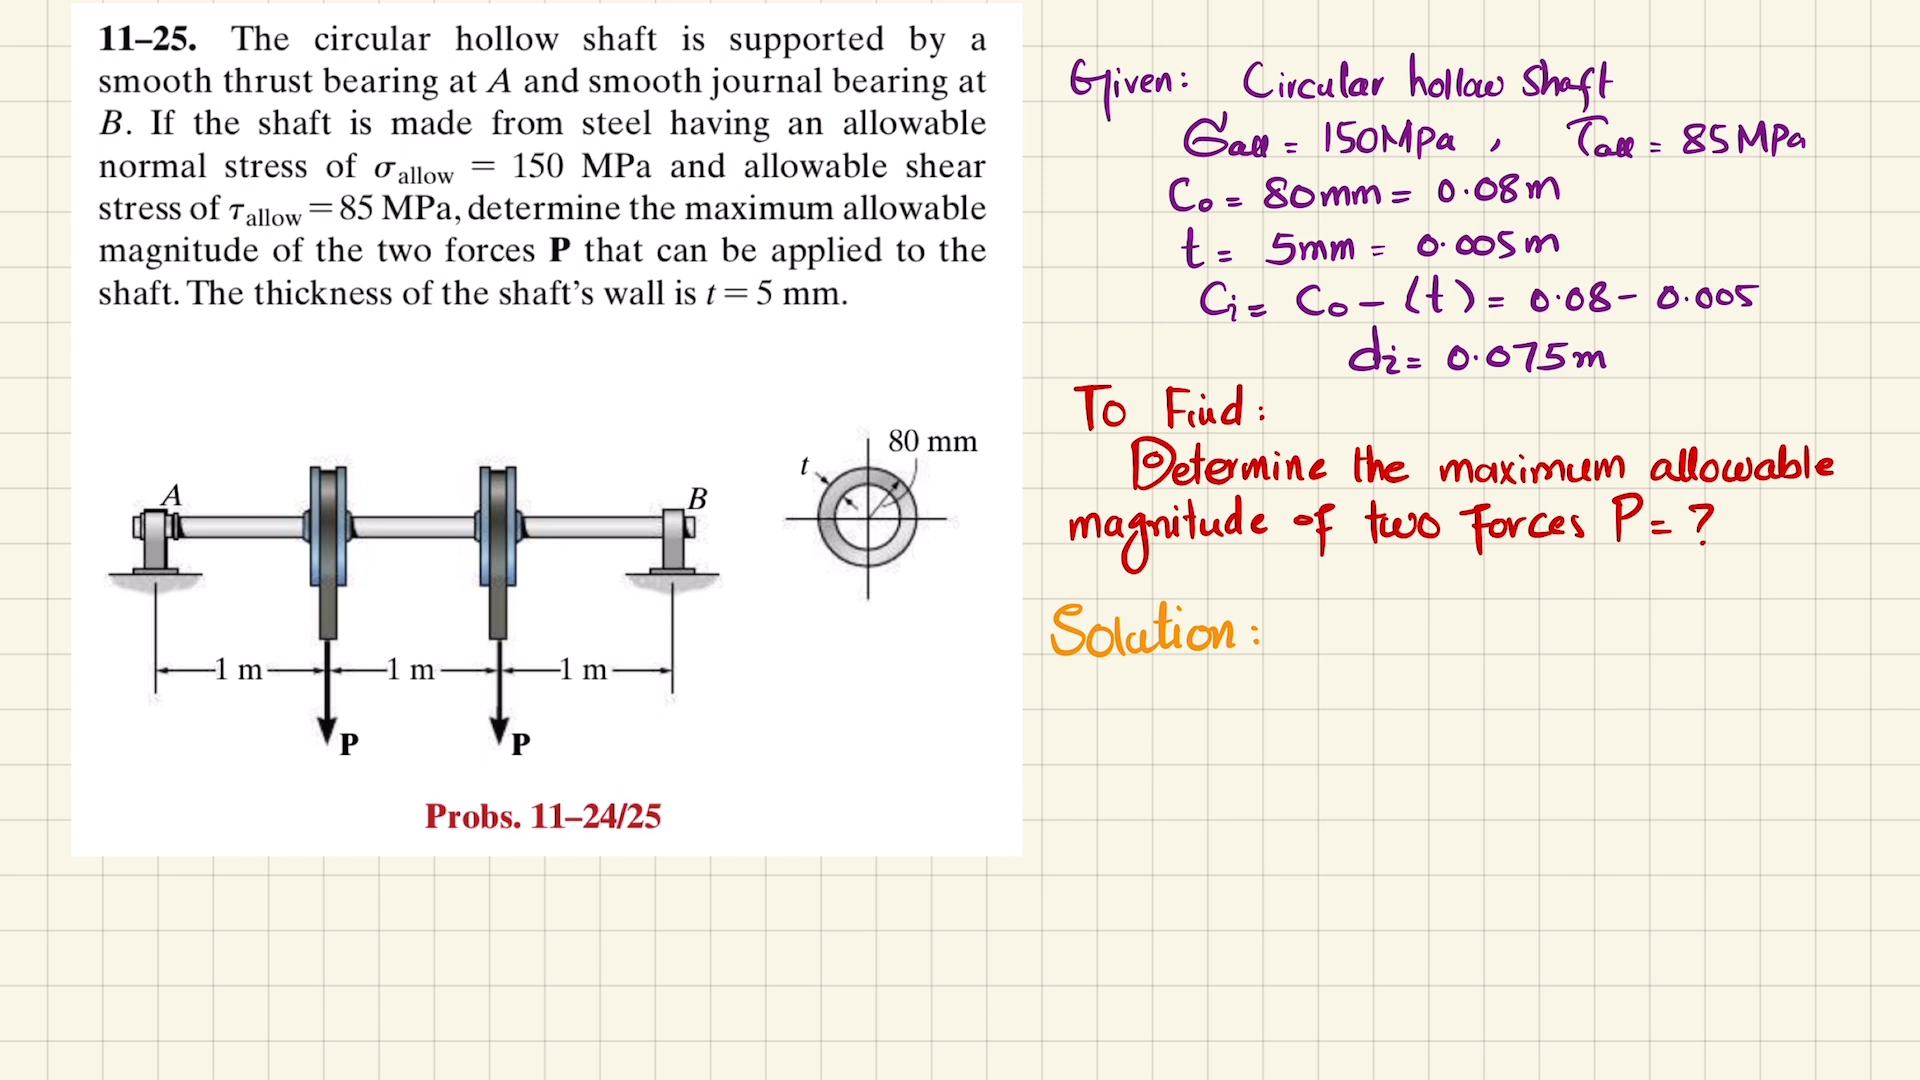 11–25. The circular hollow shaft is supported by a
smooth thrust bearing at A and smooth journal bearing at
B. If the shaft is made from steel having an allowable
normal stress of σallow = 150 MPa and allowable shear
stress of τallow = 85 MPa, determine the maximum allowable
magnitude of the two forces P that can be applied to the
shaft. The thickness of the shaft's wall is t = 5 mm.
80 mm
t
A
B
1 m
1 m
1 m
P
P
Probs. 11–24/25
Given: Circular hollow shaft
σall = 150MPa , τall = 85MPa
Co = 80mm = 0.08m
t = 5mm = 0.005m
Ci = Co – (t) = 0.08 – 0.005
di = 0.075m
To Find:
Determine the maximum allowable
magnitude of two forces P = ?
Solution: